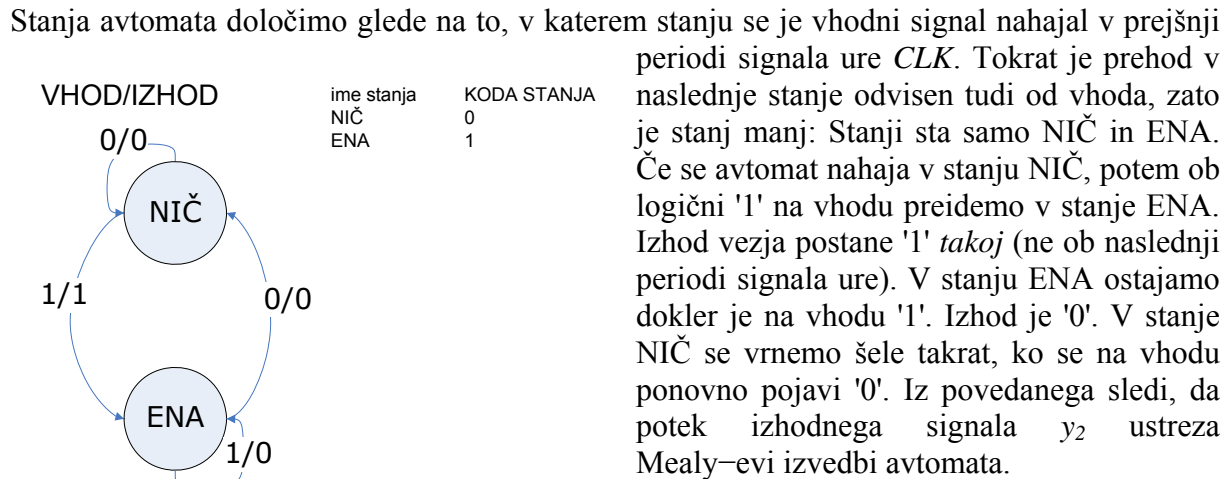 Stanja avtomata določimo glede na to, v katerem stanju se je vhodni signal nahajal v prejšnji
periodi signala ure CLK. Tokrat je prehod v
naslednje stanje odvisen tudi od vhoda, zato
je stanj manj: Stanji sta samo NIČ in ENA.
Če se avtomat nahaja v stanju NIČ, potem ob
logični '1' na vhodu preidemo v stanje ENA.
Izhod vezja postane '1' takoj (ne ob naslednji
periodi signala ure). V stanju ENA ostajamo
dokler je na vhodu '1'. Izhod je '0'. V stanje
NIČ se vrnemo šele takrat, ko se na vhodu
ponovno pojavi '0'. Iz povedanega sledi, da
potek izhodnega signala y2 ustreza
Mealy−evi izvedbi avtomata.
VHOD/IZHOD
ime stanja KODA STANJA
NIČ 0
ENA 1
0/0
NIČ
1/1
0/0
ENA
1/0